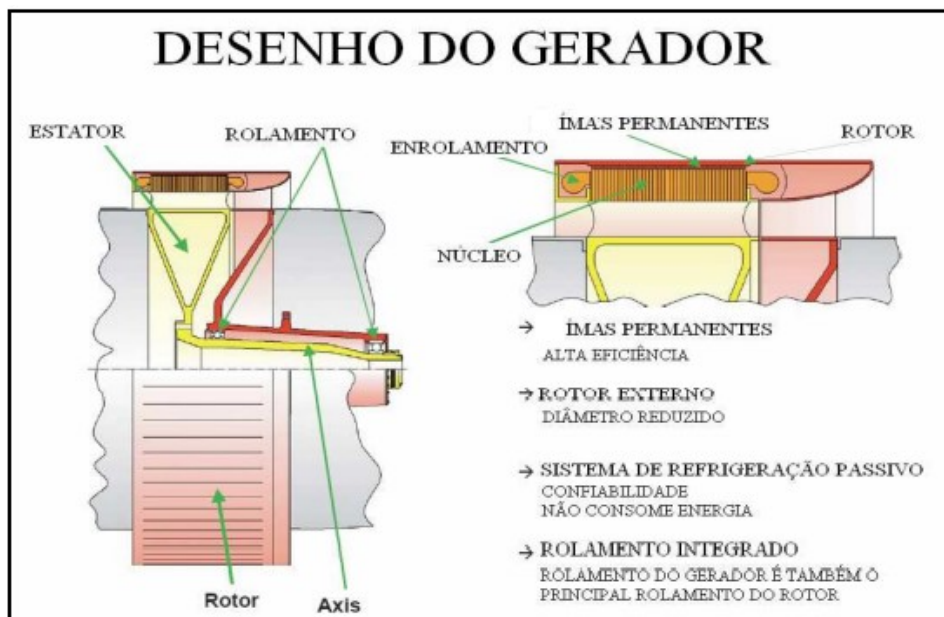 DESENHO DO GERADOR
ESTATOR
ROLAMENTO
Rotor
Axis
ÍMAS PERMANENTES
ROTOR
ENROLAMENTO
NÚCLEO
→ ÍMAS PERMANENTES
ALTA EFICIÊNCIA
→ ROTOR EXTERNO
DIÂMETRO REDUZIDO
→ SISTEMA DE REFRIGERAÇÃO PASSIVO
CONFIABILIDADE
NÃO CONSOME ENERGIA
→ ROLAMENTO INTEGRADO
ROLAMENTO DO GERADOR É TAMBÉM O
PRINCIPAL ROLAMENTO DO ROTOR